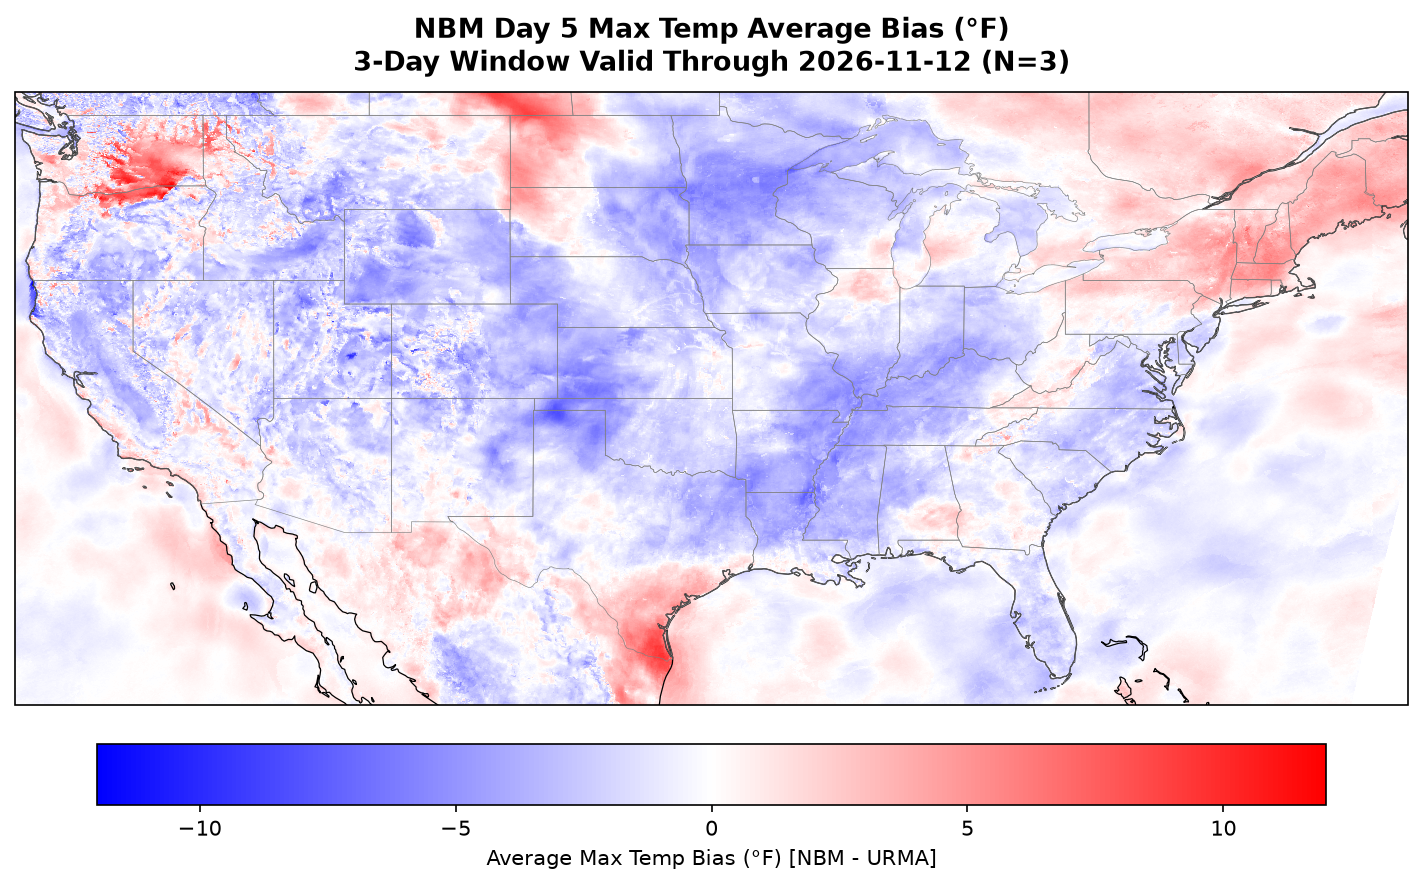 NBM Day 5 Max Temp Average Bias (°F)
3-Day Window Valid Through 2026-11-12 (N=3)
−10 −5 0 5 10
Average Max Temp Bias (°F) [NBM - URMA]